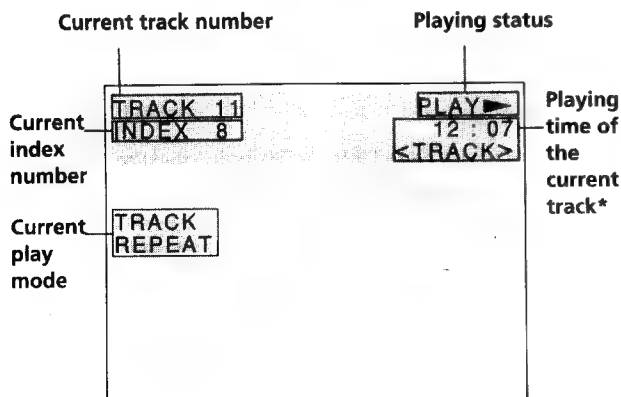 Current track number
Playing status
TRACK 11
INDEX 8
PLAY►
12 : 07
<TRACK>
Current
index
number
Playing
time of
the
current
track*
TRACK
REPEAT
Current
play
mode